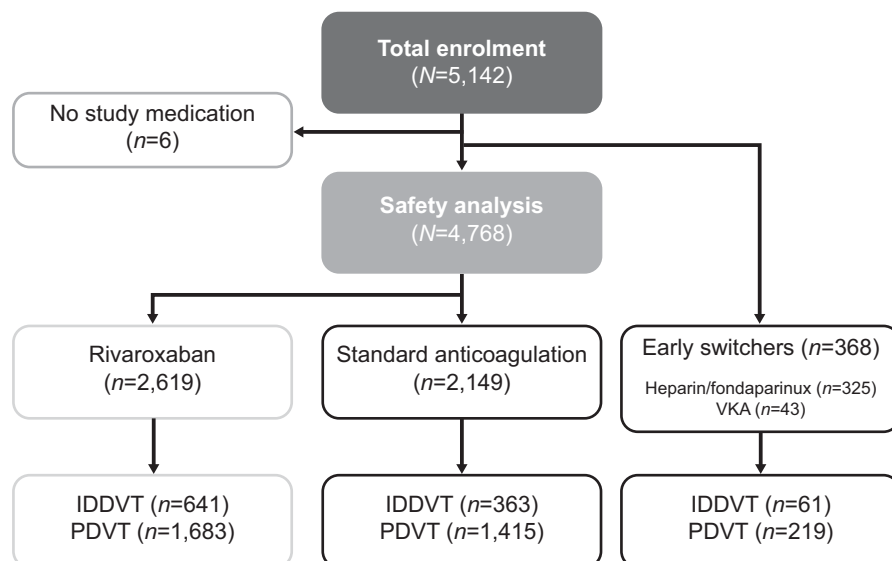 Total enrolment
(N=5,142)
No study medication
(n=6)
Safety analysis
(N=4,768)
Rivaroxaban
(n=2,619)
Standard anticoagulation
(n=2,149)
Early switchers (n=368)
Heparin/fondaparinux (n=325)
VKA (n=43)
IDDVT (n=641)
PDVT (n=1,683)
IDDVT (n=363)
PDVT (n=1,415)
IDDVT (n=61)
PDVT (n=219)